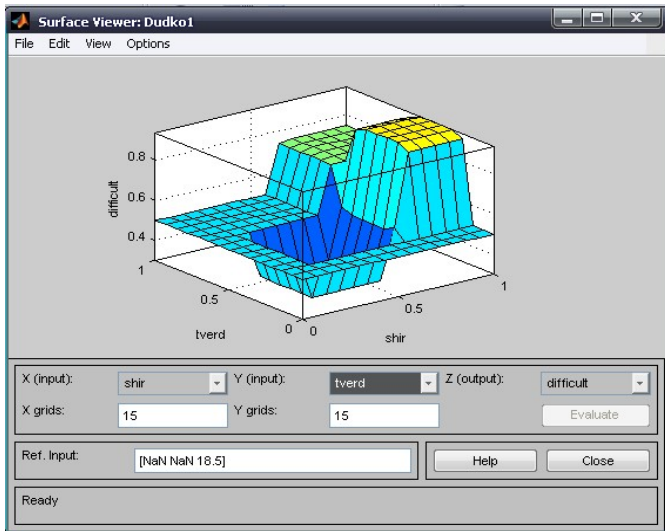 Surface Viewer: Dudko1
File Edit View Options
0.8
0.6
0.4
difficult
1
0.5
0
tverd
0
0.5
1
shir
X (input): shir Y (input): tverd Z (output): difficult
X grids: 15 Y grids: 15 Evaluate
Ref. Input: [NaN NaN 18.5] Help Close
Ready